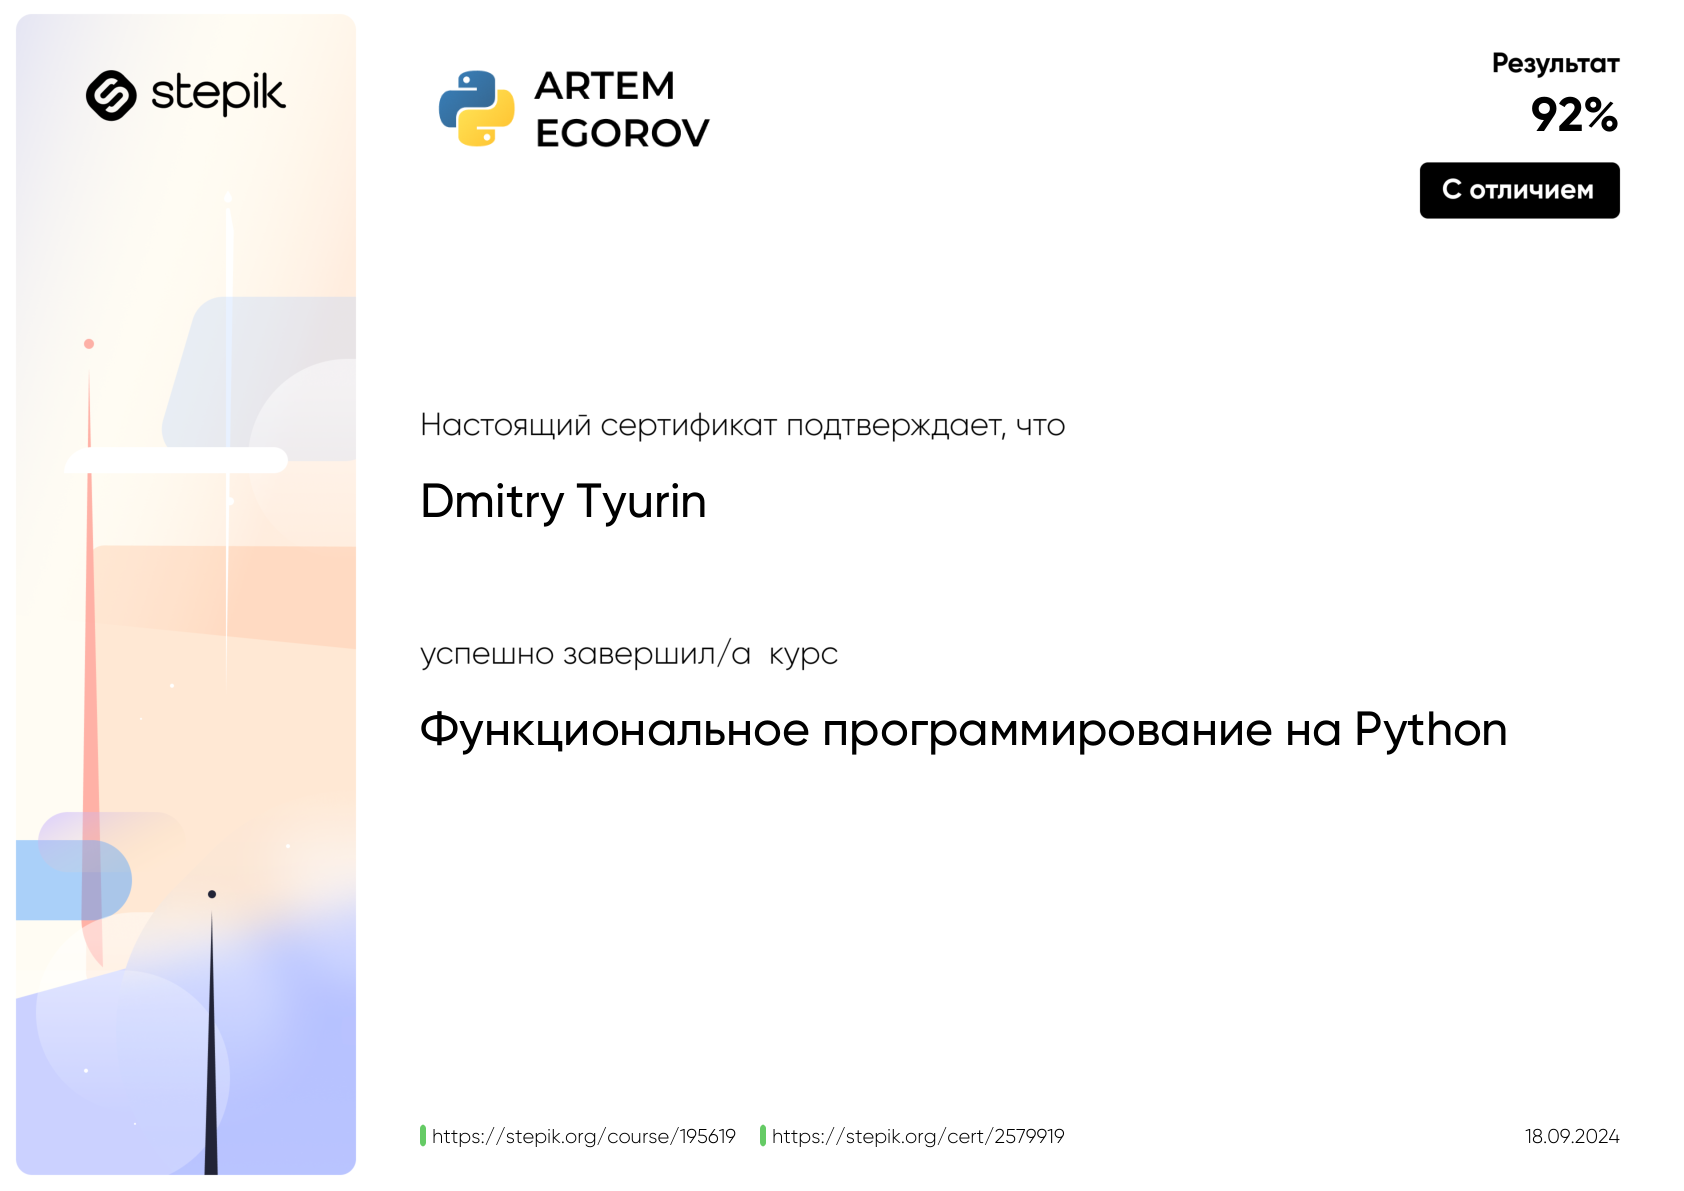 stepik
ARTEM
EGOROV
Результат
92%
С отличием
Настоящий сертификат подтверждает, что
Dmitry Tyurin
успешно завершил/а курс
Функциональное программирование на Python
https://stepik.org/course/195619 https://stepik.org/cert/2579919 18.09.2024